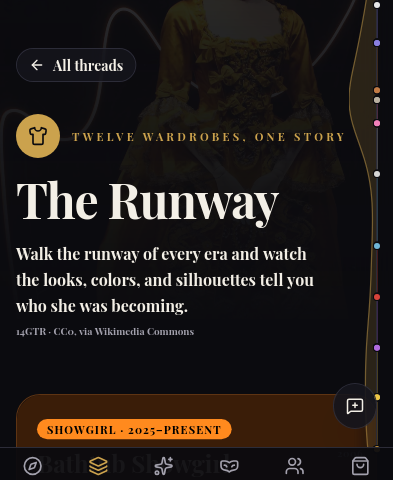 All threads
TWELVE WARDROBES, ONE STORY
The Runway
Walk the runway of every era and watch
the looks, colors, and silhouettes tell you
who she was becoming.
14GTR · CC0, via Wikimedia Commons
SHOWGIRL · 2025–PRESENT